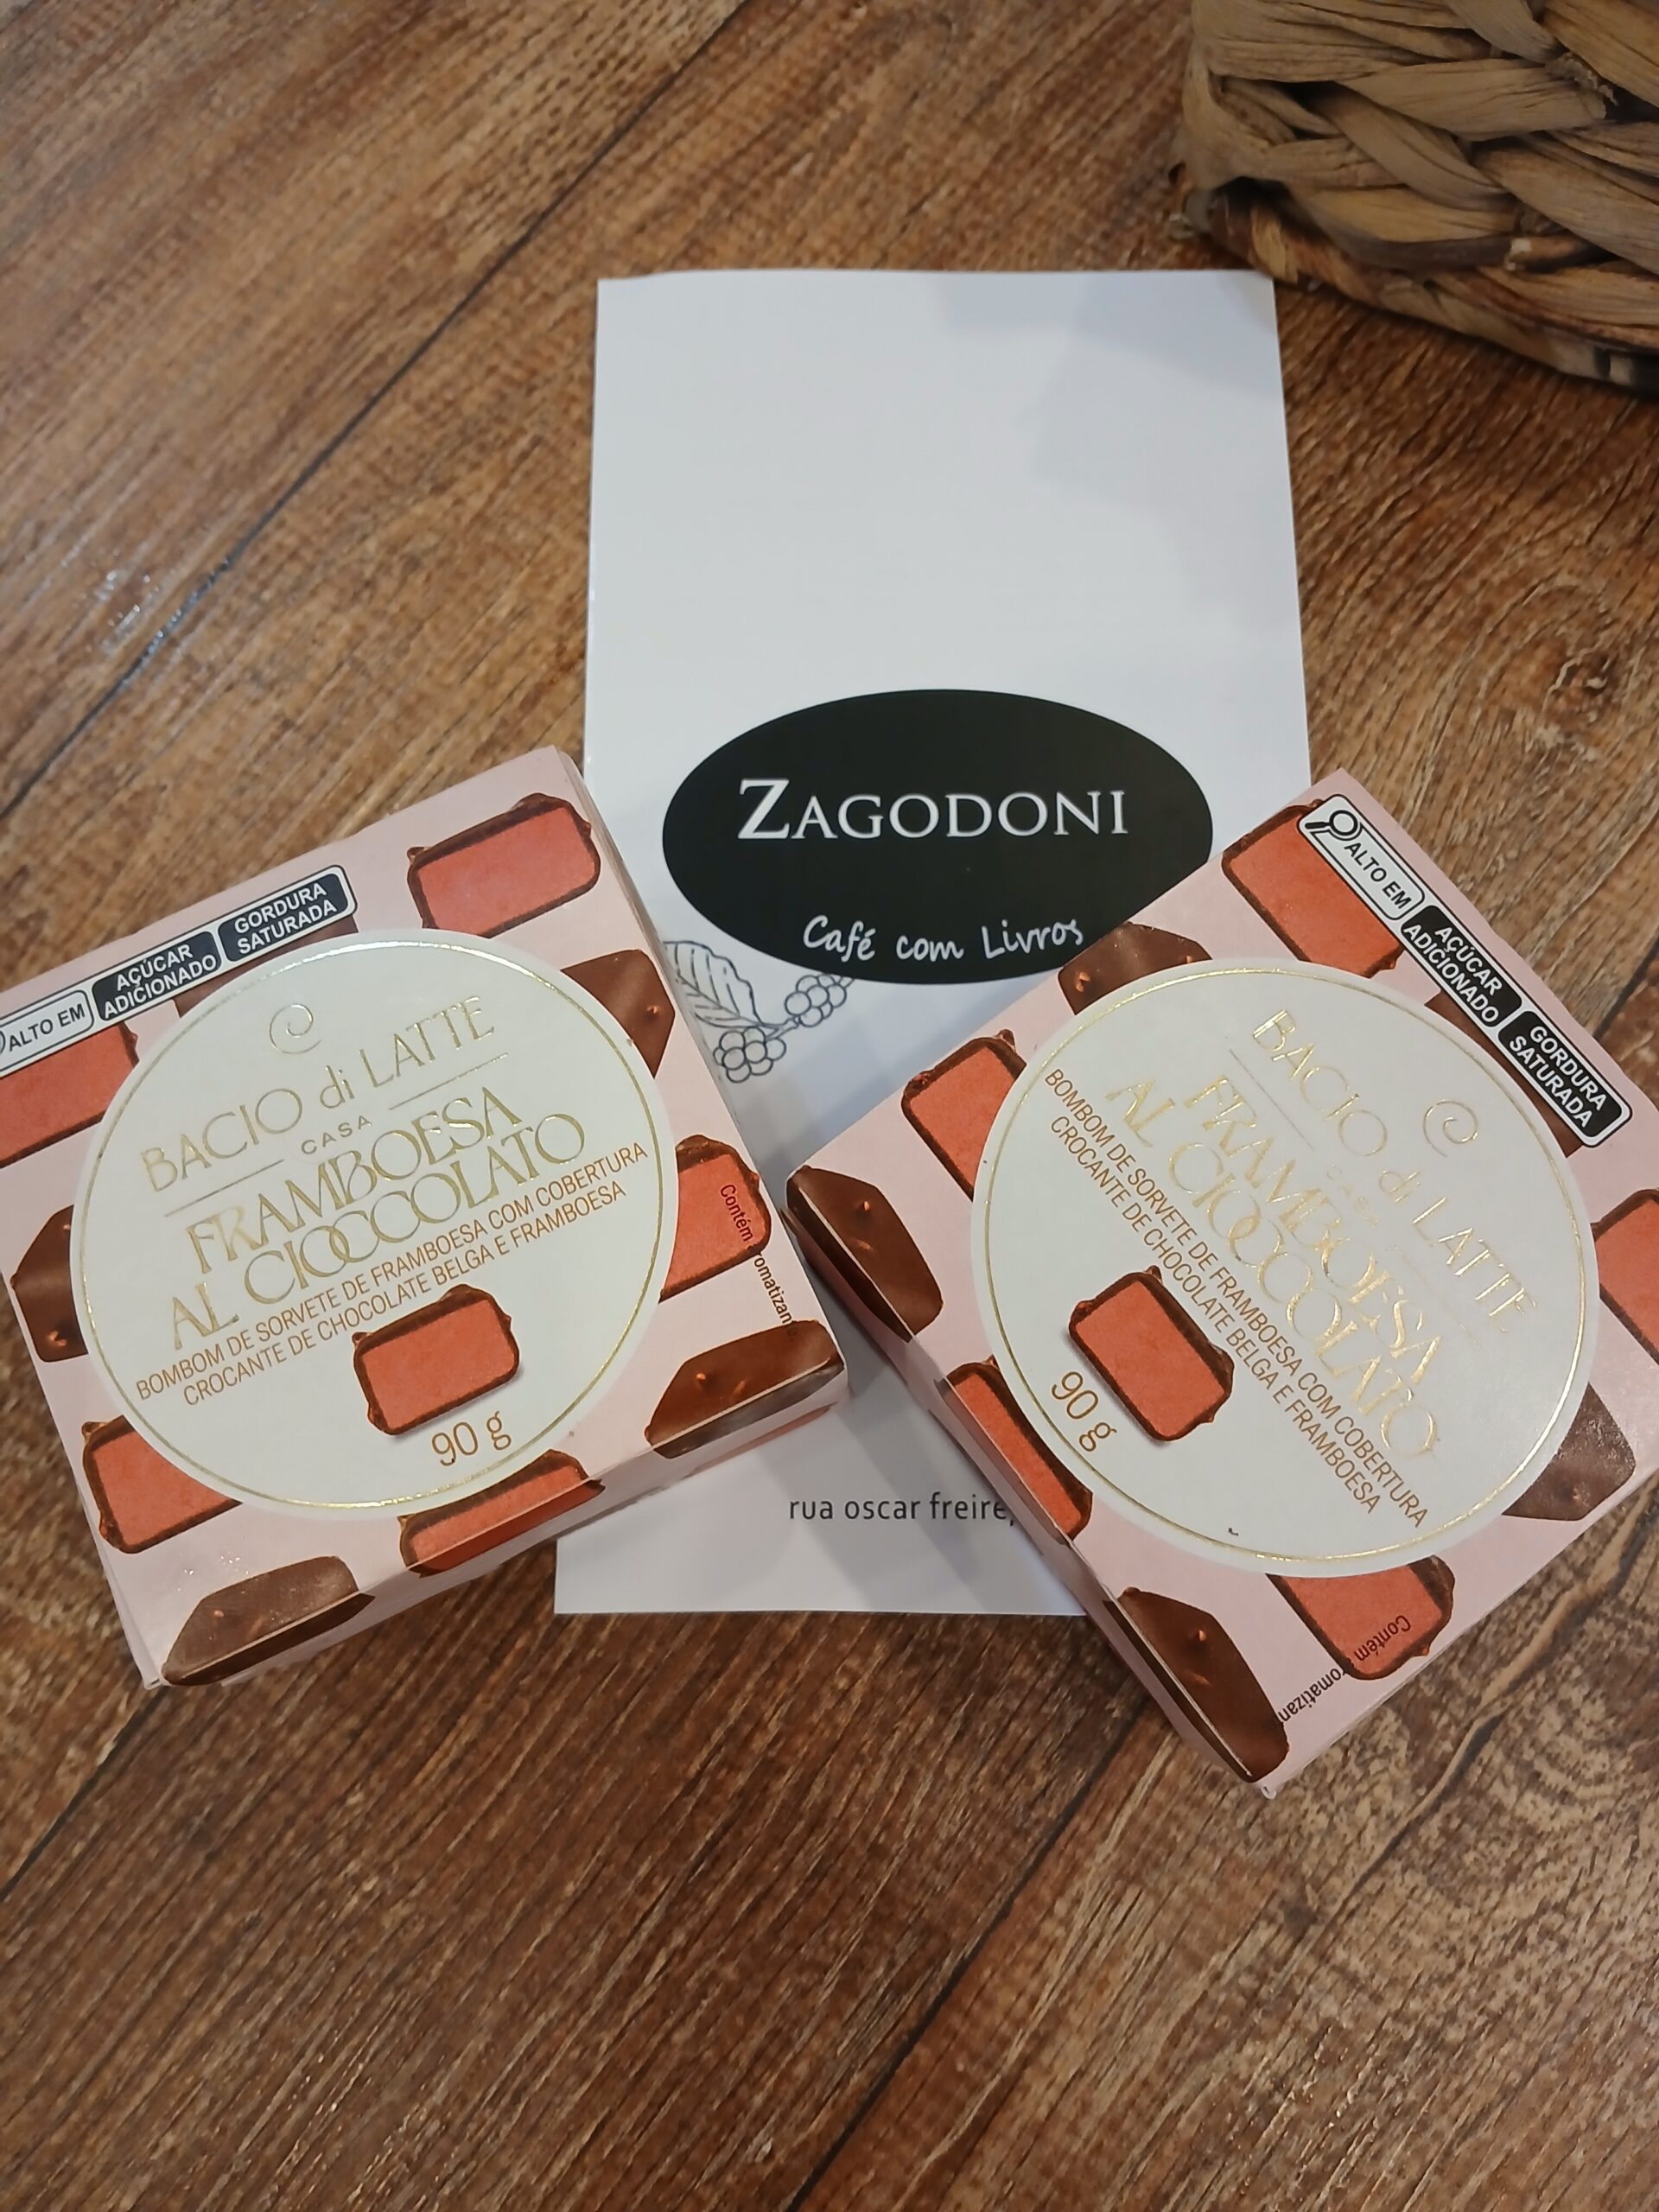 ZAGODONI
Café com Livros
rua oscar freire,
ALTO EM
AÇÚCAR
ADICIONADO
GORDURA
SATURADA
BACIO di LATTE
CASA
FRAMBOESA
AL CIOCCOLATO
BOMBOM DE SORVETE DE FRAMBOESA COM COBERTURA
CROCANTE DE CHOCOLATE BELGA E FRAMBOESA
90 g
Contém
ALTO EM
AÇÚCAR
ADICIONADO
GORDURA
SATURADA
BACIO di LATTE
CASA
FRAMBOESA
AL CIOCCOLATO
BOMBOM DE SORVETE DE FRAMBOESA COM COBERTURA
CROCANTE DE CHOCOLATE BELGA E FRAMBOESA
90 g
Contém